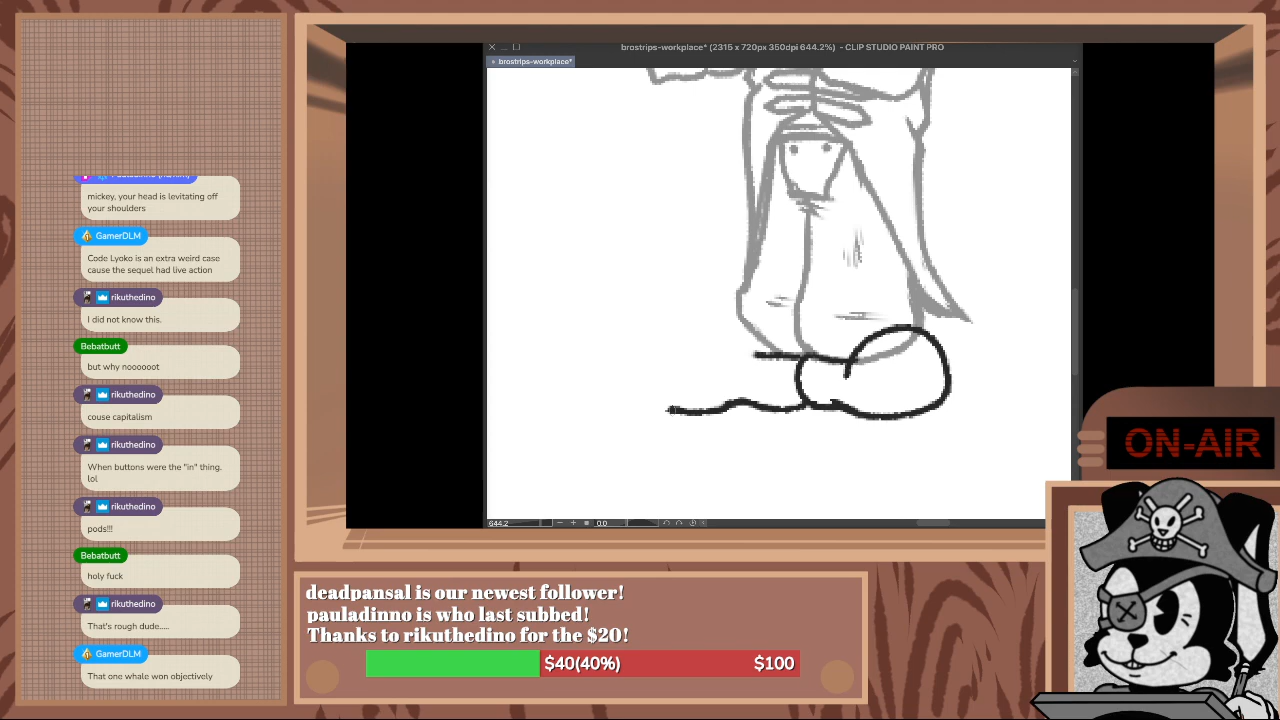 mickey, your head is levitating off
your shoulders
GamerDLM
Code Lyoko is an extra weird case
cause the sequel had live action
rikuthedino
I did not know this.
Bebatbutt
but why noooooot
rikuthedino
couse capitalism
rikuthedino
When buttons were the "in" thing.
lol
rikuthedino
pods!!!
Bebatbutt
holy fuck
rikuthedino
That's rough dude.....
GamerDLM
That one whale won objectively
brostrips-workplace* (2315 x 720px 350dpi 644.2%) - CLIP STUDIO PAINT PRO
brostrips-workplace*
644.2
0.0
ON-AIR
deadpansal is our newest follower!
pauladinno is who last subbed!
Thanks to rikuthedino for the $20!
$40(40%) $100